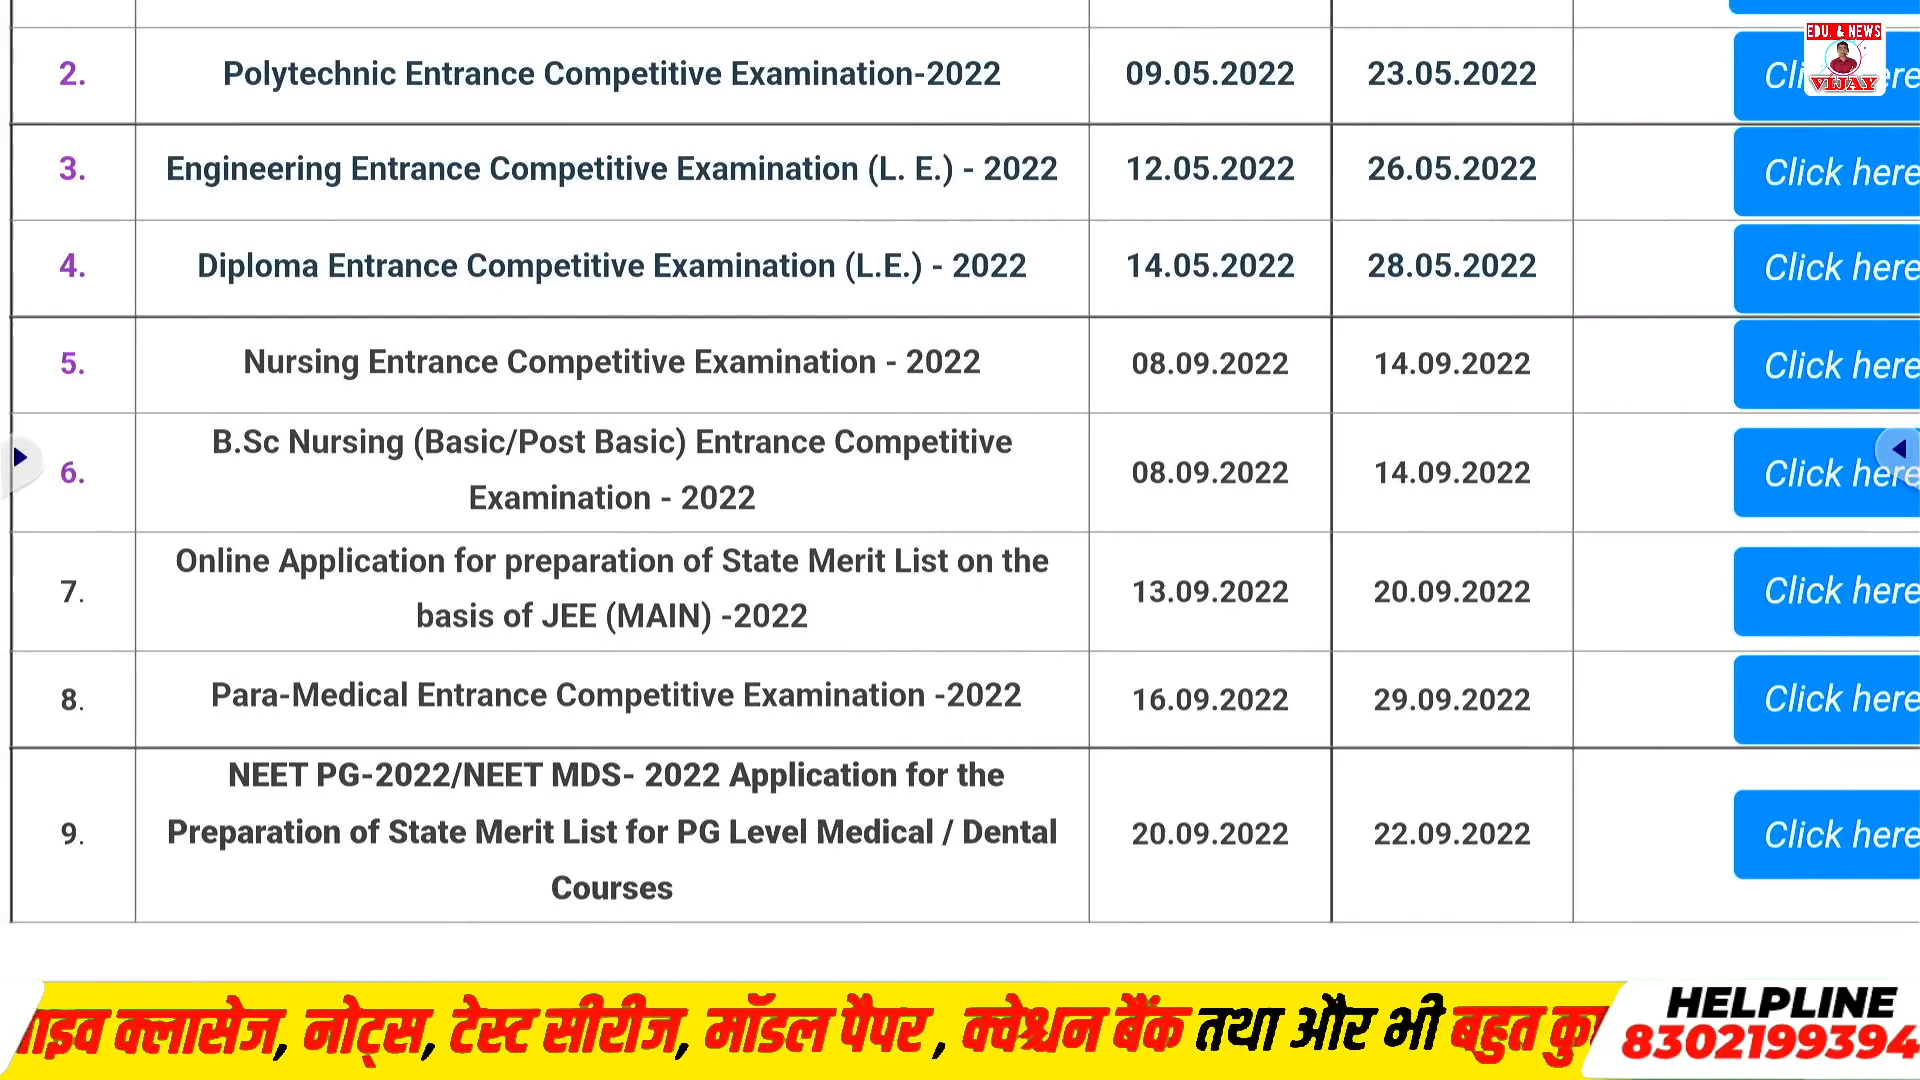 2. Polytechnic Entrance Competitive Examination-2022 09.05.2022 23.05.2022
EDU. & NEWS
VIJAY
3. Engineering Entrance Competitive Examination (L. E.) - 2022 12.05.2022 26.05.2022 Click here
4. Diploma Entrance Competitive Examination (L.E.) - 2022 14.05.2022 28.05.2022 Click here
5. Nursing Entrance Competitive Examination - 2022 08.09.2022 14.09.2022 Click here
B.Sc Nursing (Basic/Post Basic) Entrance Competitive
6. 08.09.2022 14.09.2022 Click here
Examination - 2022
Online Application for preparation of State Merit List on the
7. 13.09.2022 20.09.2022 Click here
basis of JEE (MAIN) -2022
8. Para-Medical Entrance Competitive Examination -2022 16.09.2022 29.09.2022 Click here
NEET PG-2022/NEET MDS- 2022 Application for the
9. Preparation of State Merit List for PG Level Medical / Dental 20.09.2022 22.09.2022 Click here
Courses
क्लासेज, नोट्स, टेस्ट सीरीज, मॉडल पैपर , क्वेश्चन बैंक तथा और भी बहुत
HELPLINE
8302199394